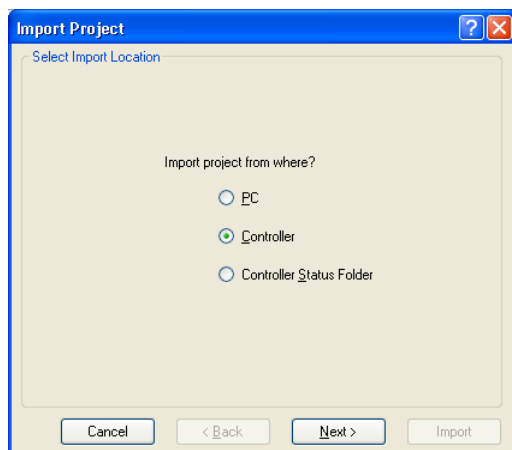 Import Project
Select Import Location
Import project from where?
PC
Controller
Controller Status Folder
Cancel
< Back
Next >
Import